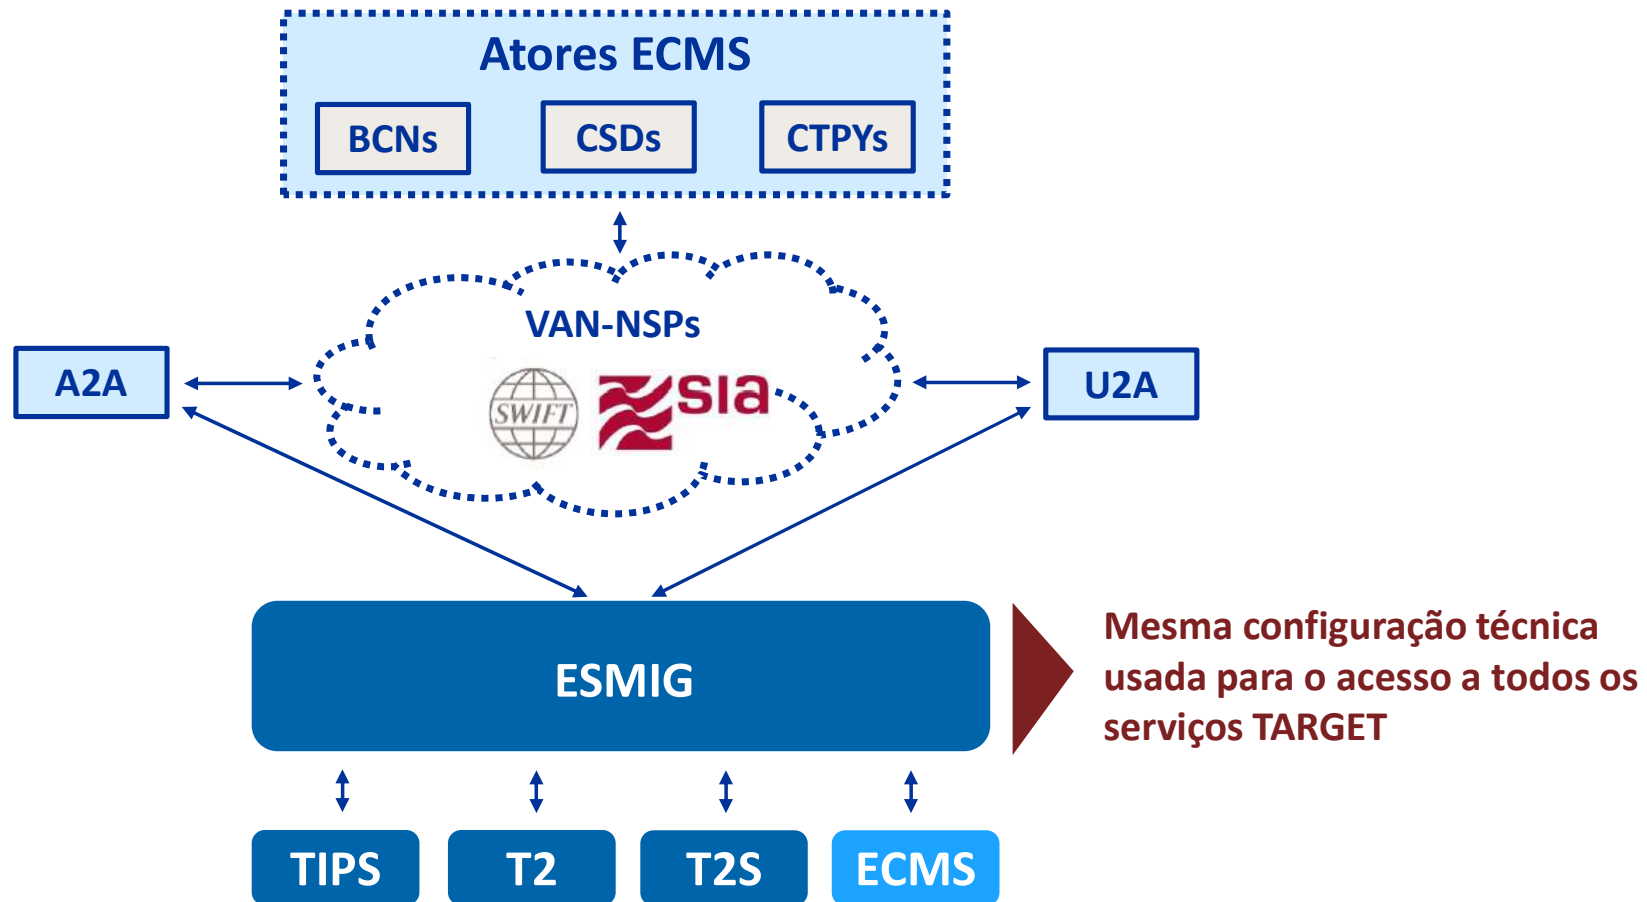 Atores ECMS
BCNs
CSDs
CTPYs
VAN-NSPs
A2A
SWIFT
sia
U2A
ESMIG
Mesma configuração técnica
usada para o acesso a todos os
serviços TARGET
TIPS
T2
T2S
ECMS